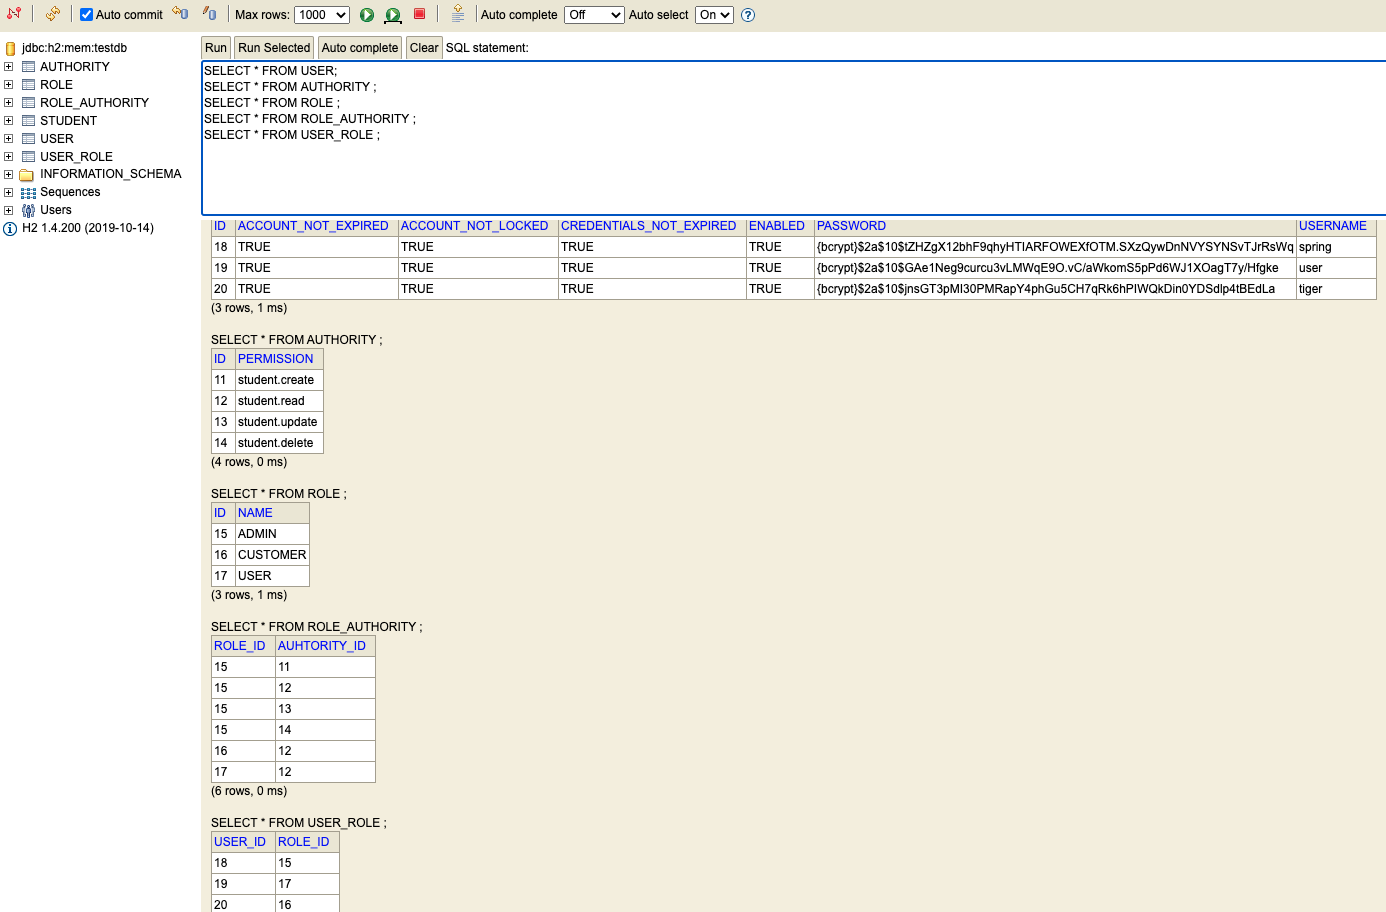 Auto commit Max rows: 1000 Auto complete Off Auto select On
jdbc:h2:mem:testdb
AUTHORITY
ROLE
ROLE_AUTHORITY
STUDENT
USER
USER_ROLE
INFORMATION_SCHEMA
Sequences
Users
H2 1.4.200 (2019-10-14)
Run Run Selected Auto complete Clear SQL statement:
SELECT * FROM USER;
SELECT * FROM AUTHORITY ;
SELECT * FROM ROLE ;
SELECT * FROM ROLE_AUTHORITY ;
SELECT * FROM USER_ROLE ;
ID ACCOUNT_NOT_EXPIRED ACCOUNT_NOT_LOCKED CREDENTIALS_NOT_EXPIRED ENABLED PASSWORD USERNAME
18 TRUE TRUE TRUE TRUE {bcrypt}$2a$10$tZHZgX12bhF9qhyHTIARFOWEXfOTM.SXzQywDnNVYSYNSvTJrRsWq spring
19 TRUE TRUE TRUE TRUE {bcrypt}$2a$10$GAe1Neg9curcu3vLMWqE9O.vC/aWkomS5pPd6WJ1XOagT7y/Hfgke user
20 TRUE TRUE TRUE TRUE {bcrypt}$2a$10$jnsGT3pMI30PMRapY4phGu5CH7qRk6hPIWQkDin0YDSdlp4tBEdLa tiger
(3 rows, 1 ms)
SELECT * FROM AUTHORITY ;
ID PERMISSION
11 student.create
12 student.read
13 student.update
14 student.delete
(4 rows, 0 ms)
SELECT * FROM ROLE ;
ID NAME
15 ADMIN
16 CUSTOMER
17 USER
(3 rows, 1 ms)
SELECT * FROM ROLE_AUTHORITY ;
ROLE_ID AUHTORITY_ID
15 11
15 12
15 13
15 14
16 12
17 12
(6 rows, 0 ms)
SELECT * FROM USER_ROLE ;
USER_ID ROLE_ID
18 15
19 17
20 16